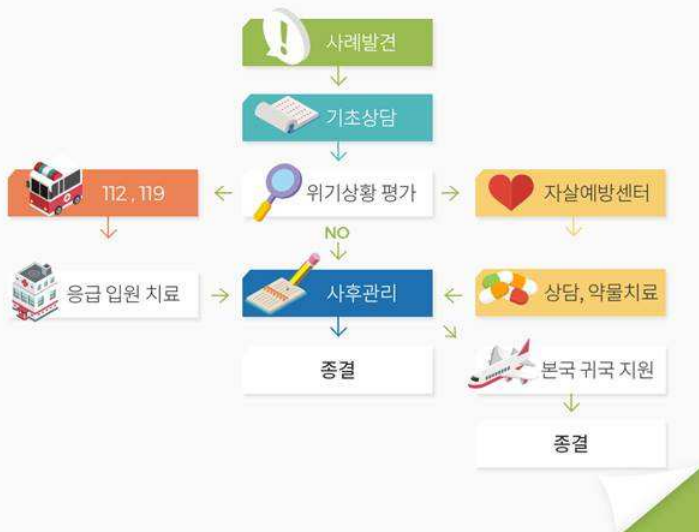 사례발견
기초상담
112 , 119
위기상황 평가
자살예방센터
NO
응급 입원 치료
사후관리
상담, 약물치료
종결
본국 귀국 지원
종결